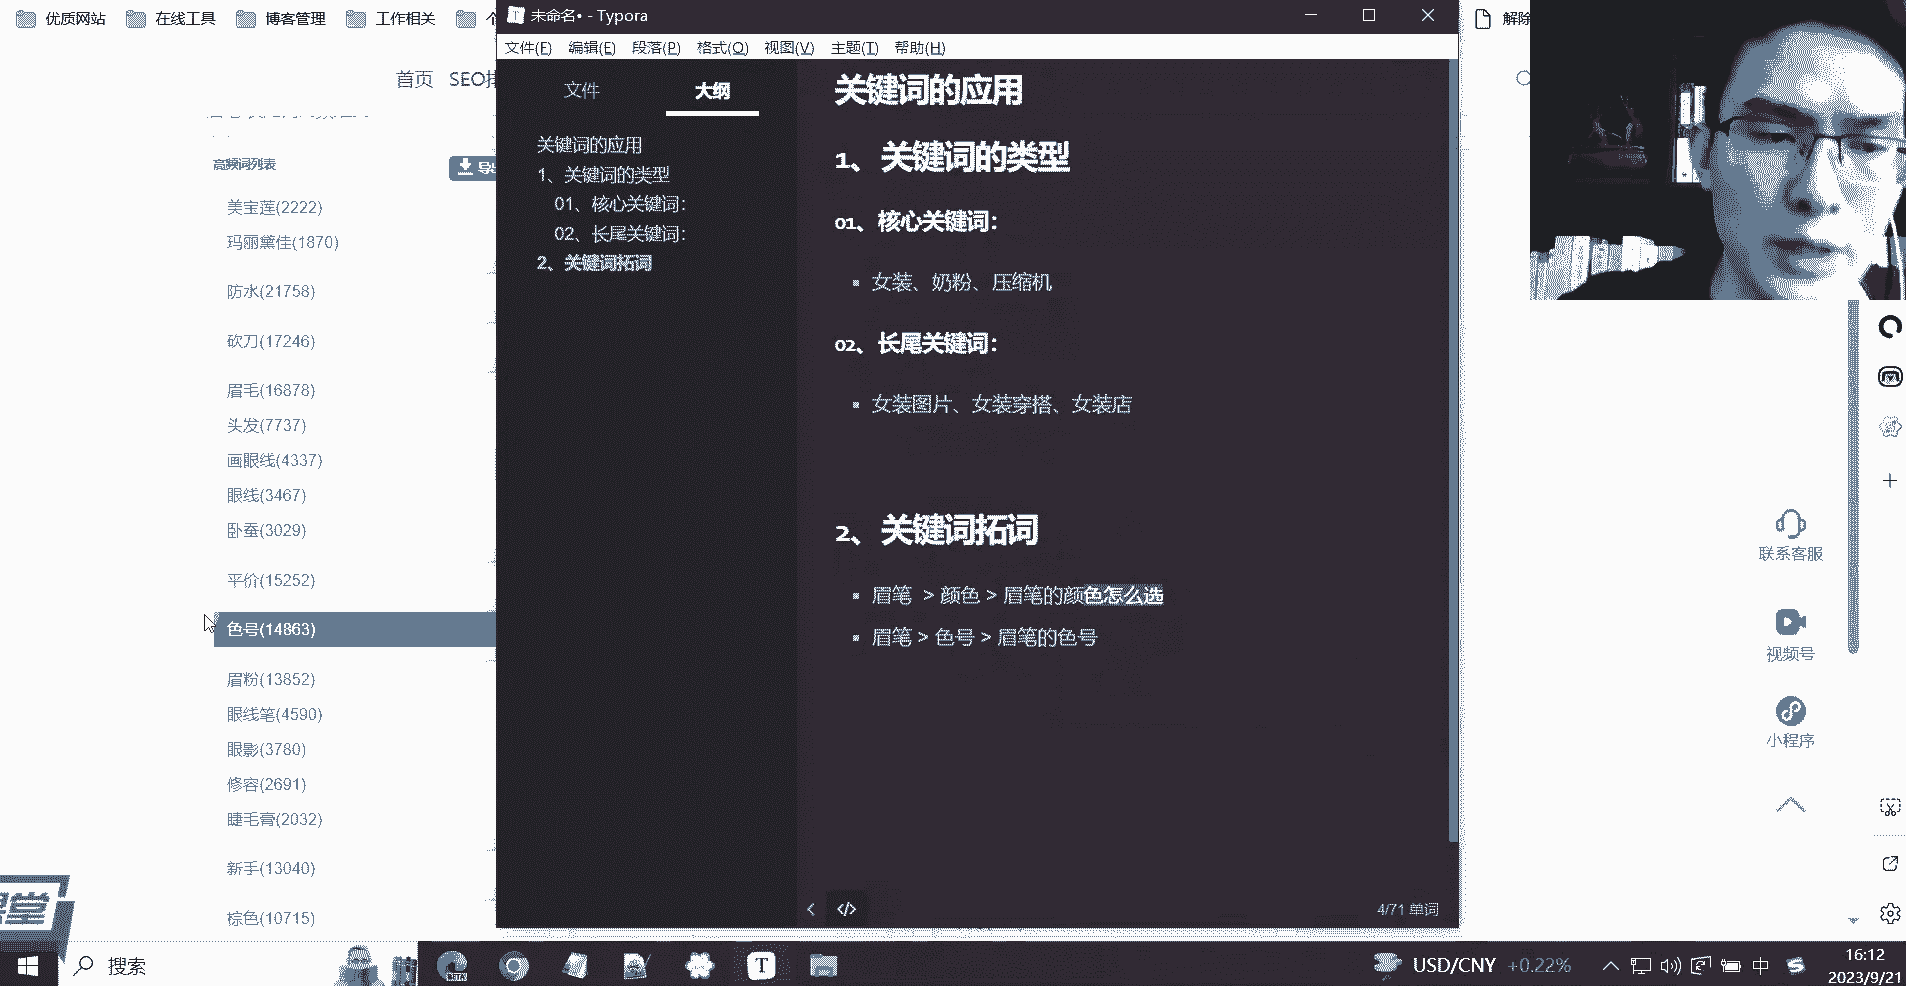 优质网站
在线工具
博客管理
工作相关
首页 SEO
高频词列表
美宝莲(2222)
玛丽黛佳(1870)
防水(21758)
砍刀(17246)
眉毛(16878)
头发(7737)
画眼线(4337)
眼线(3467)
卧蚕(3029)
平价(15252)
色号(14863)
眉粉(13852)
眼线笔(4590)
眼影(3780)
修容(2691)
睫毛膏(2032)
新手(13040)
棕色(10715)
未命名• - Typora
文件(F) 编辑(E) 段落(P) 格式(O) 视图(V) 主题(T) 帮助(H)
文件 大纲
关键词的应用
1、关键词的类型
01、核心关键词：
02、长尾关键词：
2、关键词拓词
关键词的应用
1、 关键词的类型
01、核心关键词：
女装、奶粉、压缩机
02、长尾关键词：
女装图片、女装穿搭、女装店
2、 关键词拓词
眉笔 > 颜色 > 眉笔的颜色怎么选
眉笔 > 色号 > 眉笔的色号
4/71 单词
解除
联系客服
视频号
小程序
课堂
搜索
BETA
T
USD/CNY +0.22%
中
16:12
2023/9/21